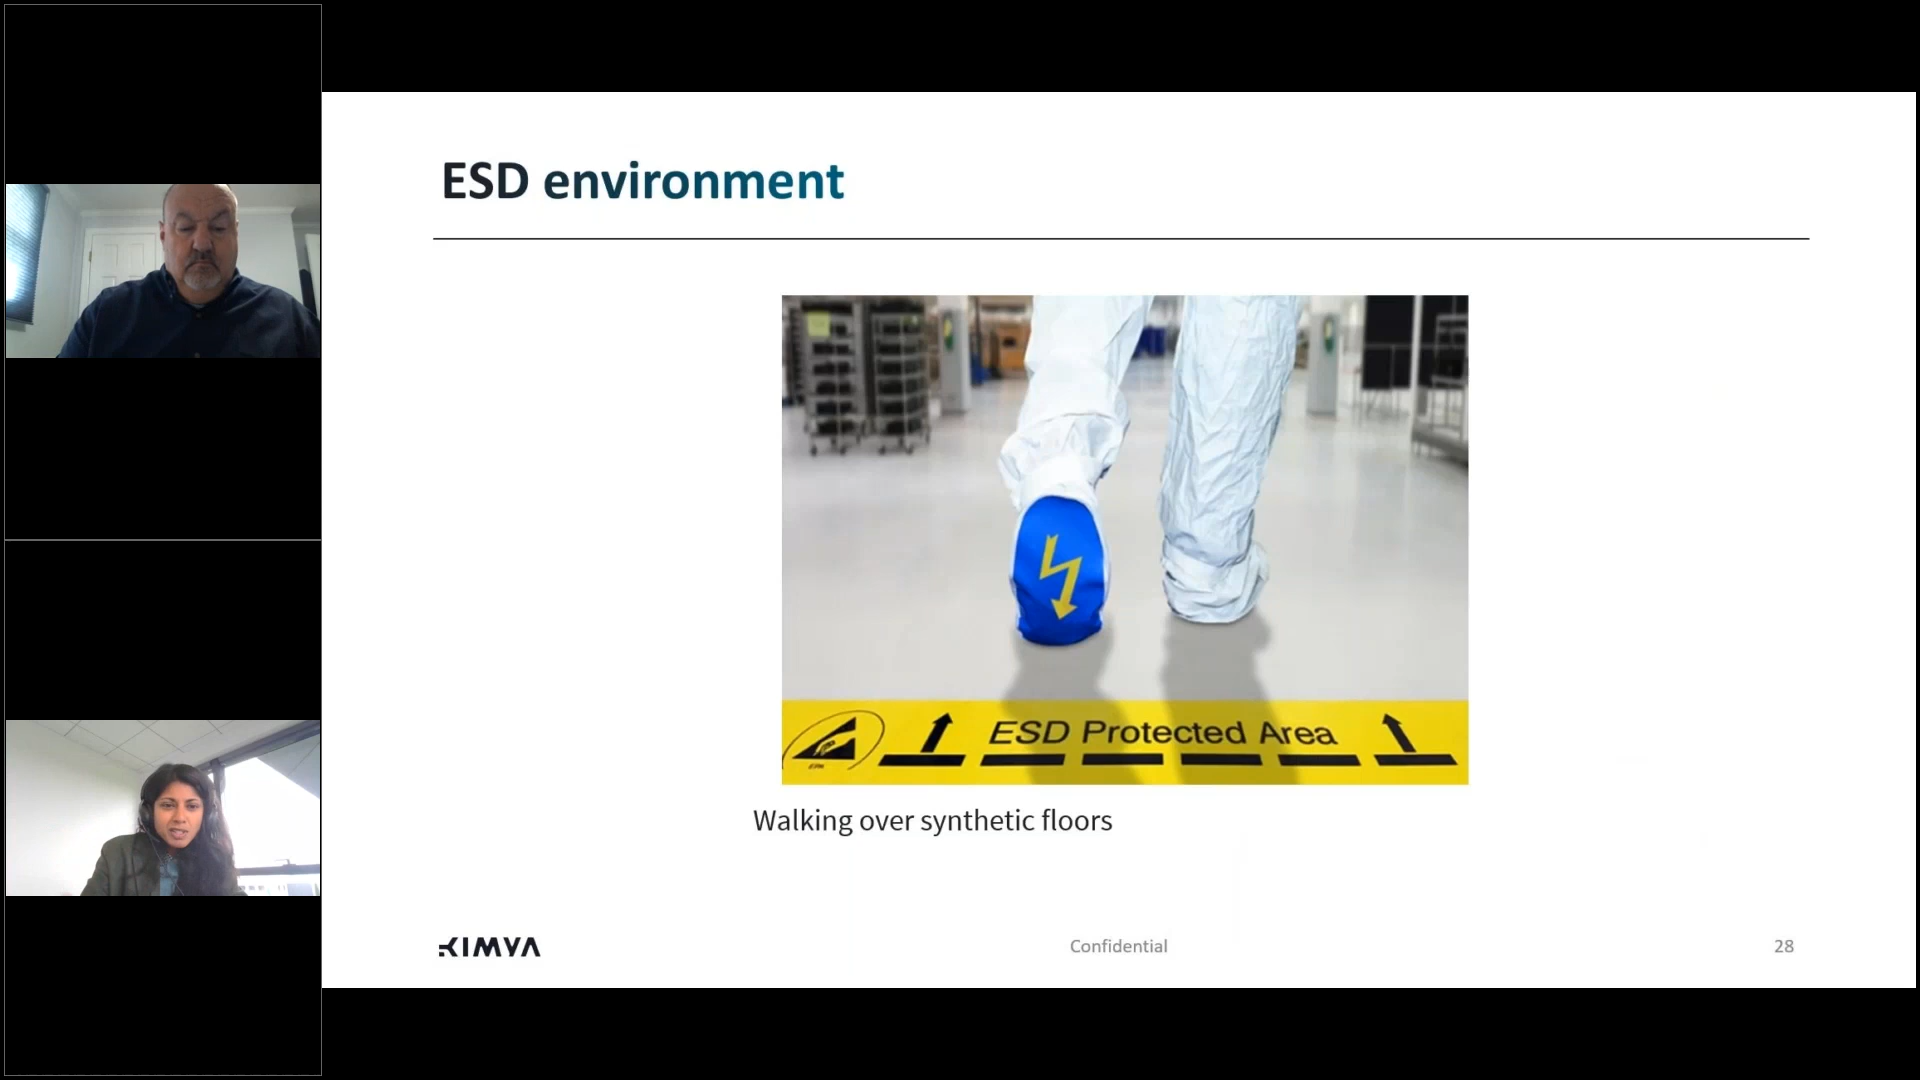 ESD environment
ESD Protected Area
Walking over synthetic floors
KIMYA
Confidential
28